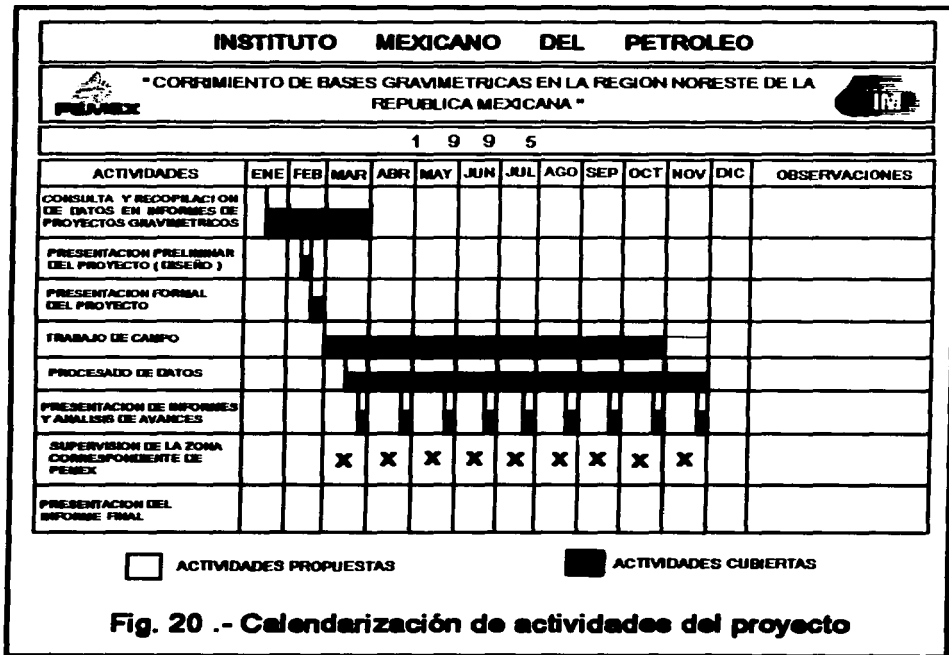 INSTITUTO MEXICANO DEL PETROLEO
PEMEX
" CORRIMIENTO DE BASES GRAVIMETRICAS EN LA REGION NORESTE DE LA
REPUBLICA MEXICANA "
IMP
1 9 9 5
ACTIVIDADES ENE FEB MAR ABR MAY JUN JUL AGO SEP OCT NOV DIC OBSERVACIONES
CONSULTA Y RECOPILACION
DE DATOS EN INFORMES DE
PROYECTOS GRAVIMETRICOS
PRESENTACION PRELIMINAR
DEL PROYECTO ( DISEÑO )
PRESENTACION FORMAL
DEL PROYECTO
TRABAJO DE CAMPO
PROCESADO DE DATOS
PRESENTACION DE INFORMES
Y ANALISIS DE AVANCES
SUPERVISION DE LA ZONA
CORRESPONDIENTE DE
PEMEX
X X X X X X X X X
PRESENTACION DEL
INFORME FINAL
ACTIVIDADES PROPUESTAS ACTIVIDADES CUBIERTAS
Fig. 20 .- Calendarización de actividades del proyecto